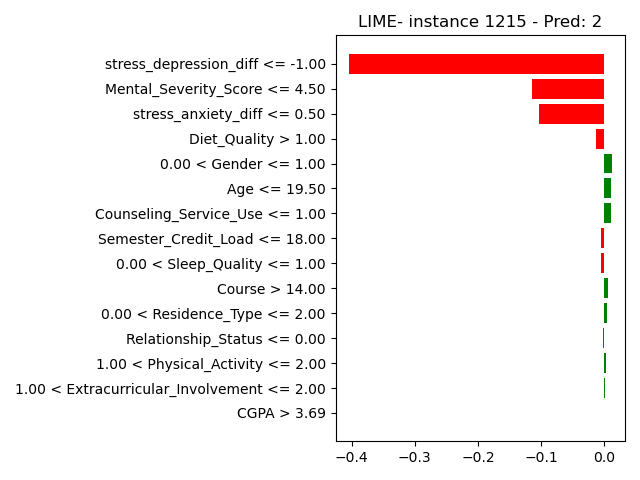 LIME- instance 1215 - Pred: 2
stress_depression_diff <= -1.00
Mental_Severity_Score <= 4.50
stress_anxiety_diff <= 0.50
Diet_Quality > 1.00
0.00 < Gender <= 1.00
Age <= 19.50
Counseling_Service_Use <= 1.00
Semester_Credit_Load <= 18.00
0.00 < Sleep_Quality <= 1.00
Course > 14.00
0.00 < Residence_Type <= 2.00
Relationship_Status <= 0.00
1.00 < Physical_Activity <= 2.00
1.00 < Extracurricular_Involvement <= 2.00
CGPA > 3.69
−0.4 −0.3 −0.2 −0.1 0.0